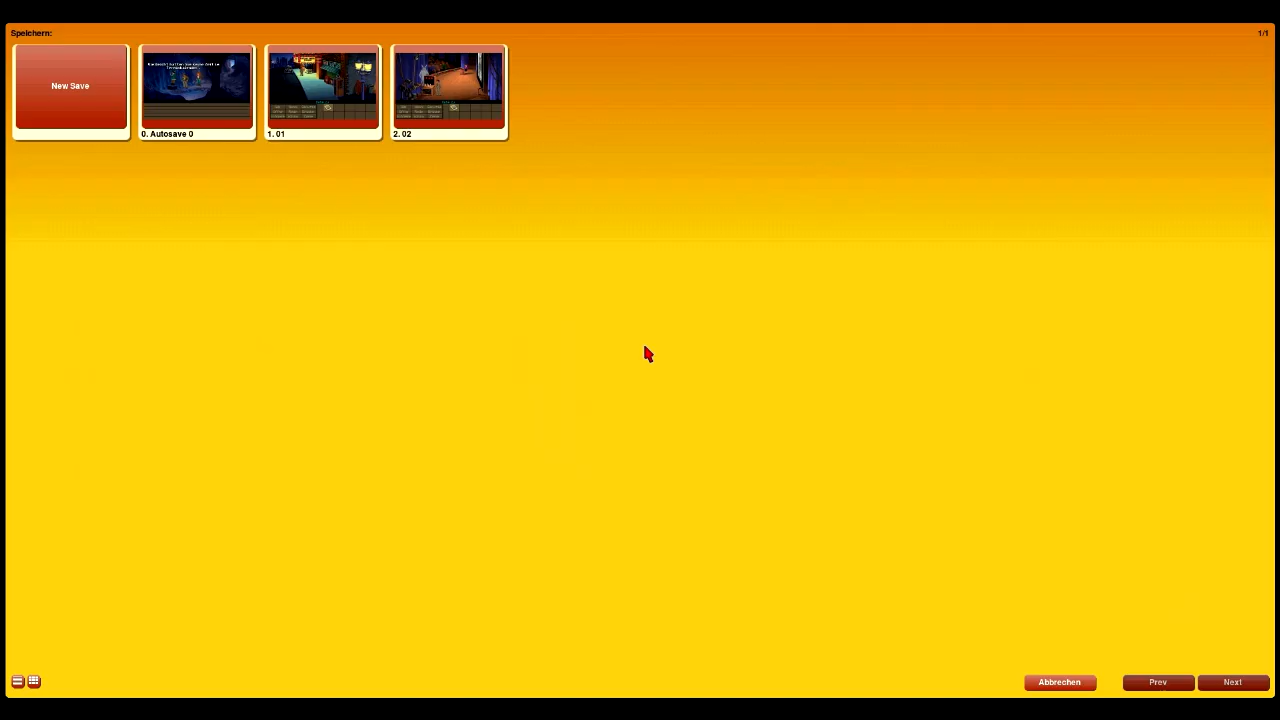 Speichern:
1/1
New Save
0. Autosave 0
1. 01
2. 02
Abbrechen
Prev
Next